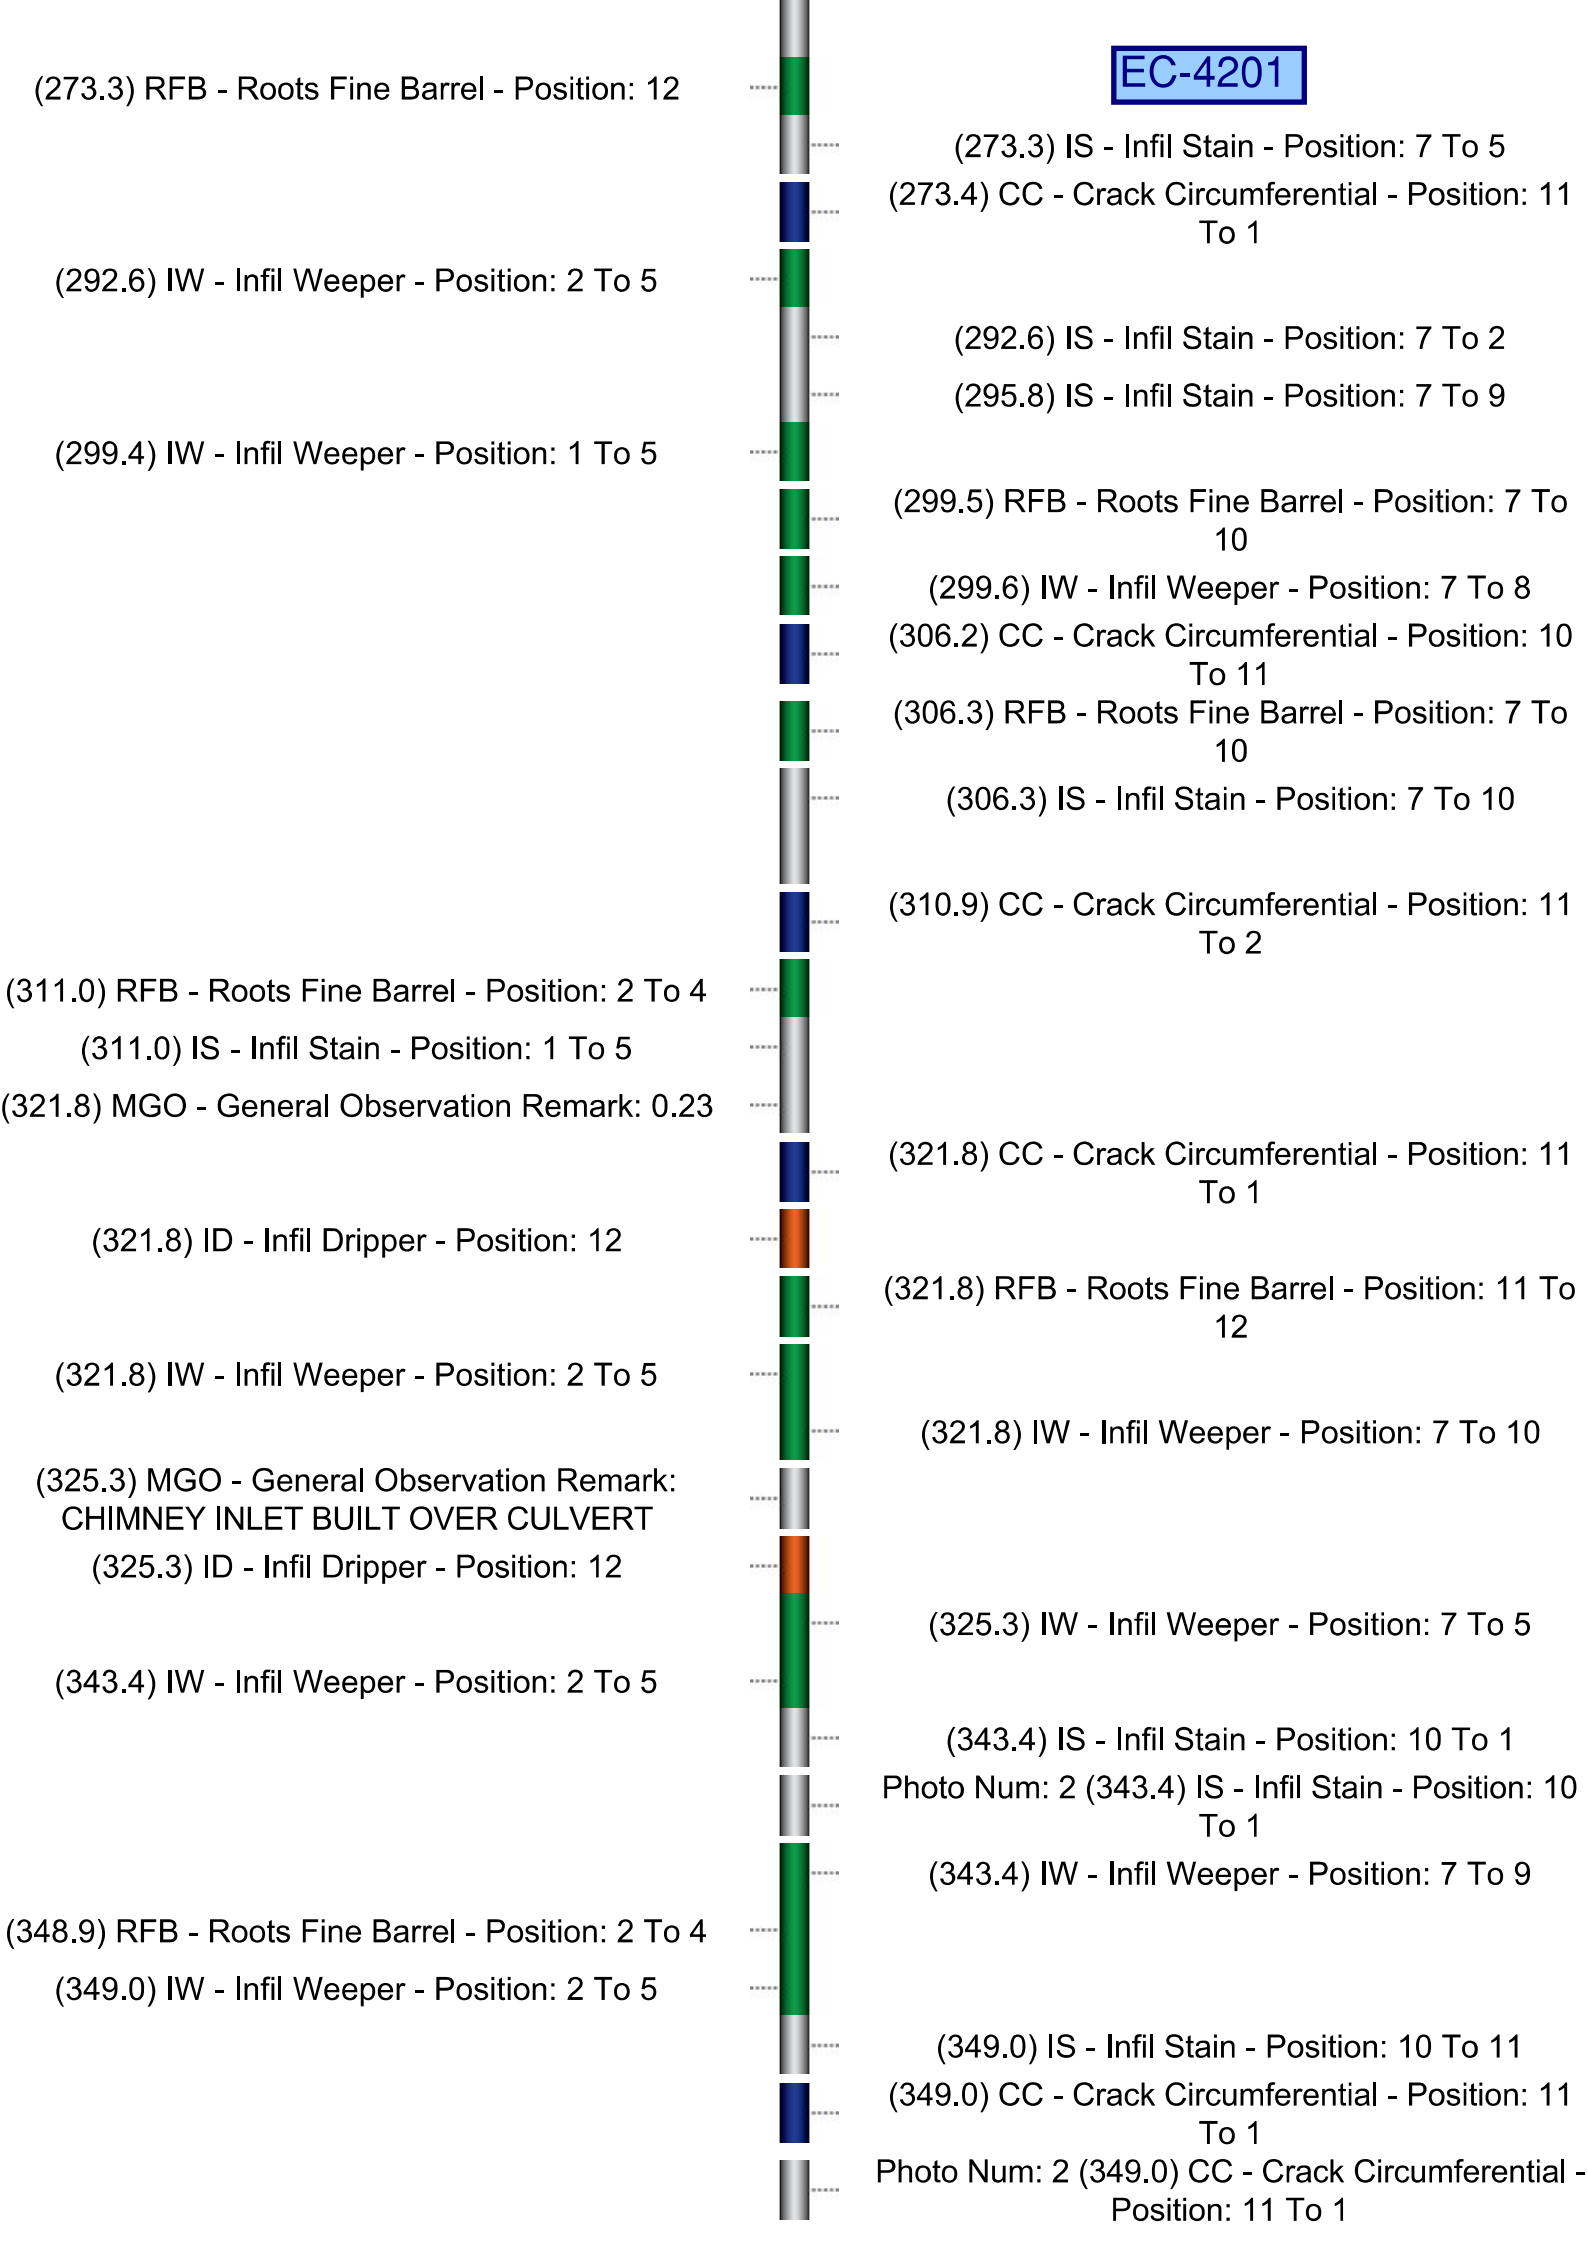 EC-4201
(273.3) RFB - Roots Fine Barrel - Position: 12
(273.3) IS - Infil Stain - Position: 7 To 5
(273.4) CC - Crack Circumferential - Position: 11
To 1
(292.6) IW - Infil Weeper - Position: 2 To 5
(292.6) IS - Infil Stain - Position: 7 To 2
(295.8) IS - Infil Stain - Position: 7 To 9
(299.4) IW - Infil Weeper - Position: 1 To 5
(299.5) RFB - Roots Fine Barrel - Position: 7 To
10
(299.6) IW - Infil Weeper - Position: 7 To 8
(306.2) CC - Crack Circumferential - Position: 10
To 11
(306.3) RFB - Roots Fine Barrel - Position: 7 To
10
(306.3) IS - Infil Stain - Position: 7 To 10
(310.9) CC - Crack Circumferential - Position: 11
To 2
(311.0) RFB - Roots Fine Barrel - Position: 2 To 4
(311.0) IS - Infil Stain - Position: 1 To 5
(321.8) MGO - General Observation Remark: 0.23
(321.8) CC - Crack Circumferential - Position: 11
To 1
(321.8) ID - Infil Dripper - Position: 12
(321.8) RFB - Roots Fine Barrel - Position: 11 To
12
(321.8) IW - Infil Weeper - Position: 2 To 5
(321.8) IW - Infil Weeper - Position: 7 To 10
(325.3) MGO - General Observation Remark:
CHIMNEY INLET BUILT OVER CULVERT
(325.3) ID - Infil Dripper - Position: 12
(325.3) IW - Infil Weeper - Position: 7 To 5
(343.4) IW - Infil Weeper - Position: 2 To 5
(343.4) IS - Infil Stain - Position: 10 To 1
Photo Num: 2 (343.4) IS - Infil Stain - Position: 10
To 1
(343.4) IW - Infil Weeper - Position: 7 To 9
(348.9) RFB - Roots Fine Barrel - Position: 2 To 4
(349.0) IW - Infil Weeper - Position: 2 To 5
(349.0) IS - Infil Stain - Position: 10 To 11
(349.0) CC - Crack Circumferential - Position: 11
To 1
Photo Num: 2 (349.0) CC - Crack Circumferential -
Position: 11 To 1